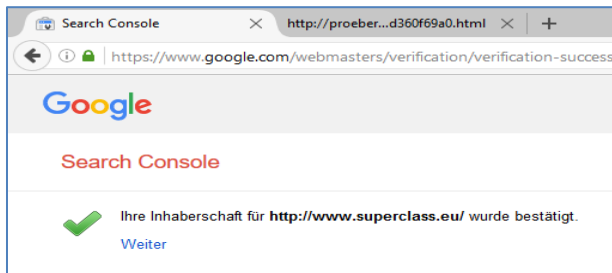 Search Console
http://proeber...d360f69a0.html
https://www.google.com/webmasters/verification/verification-success
Google
Search Console
Ihre Inhaberschaft für http://www.superclass.eu/ wurde bestätigt.
Weiter